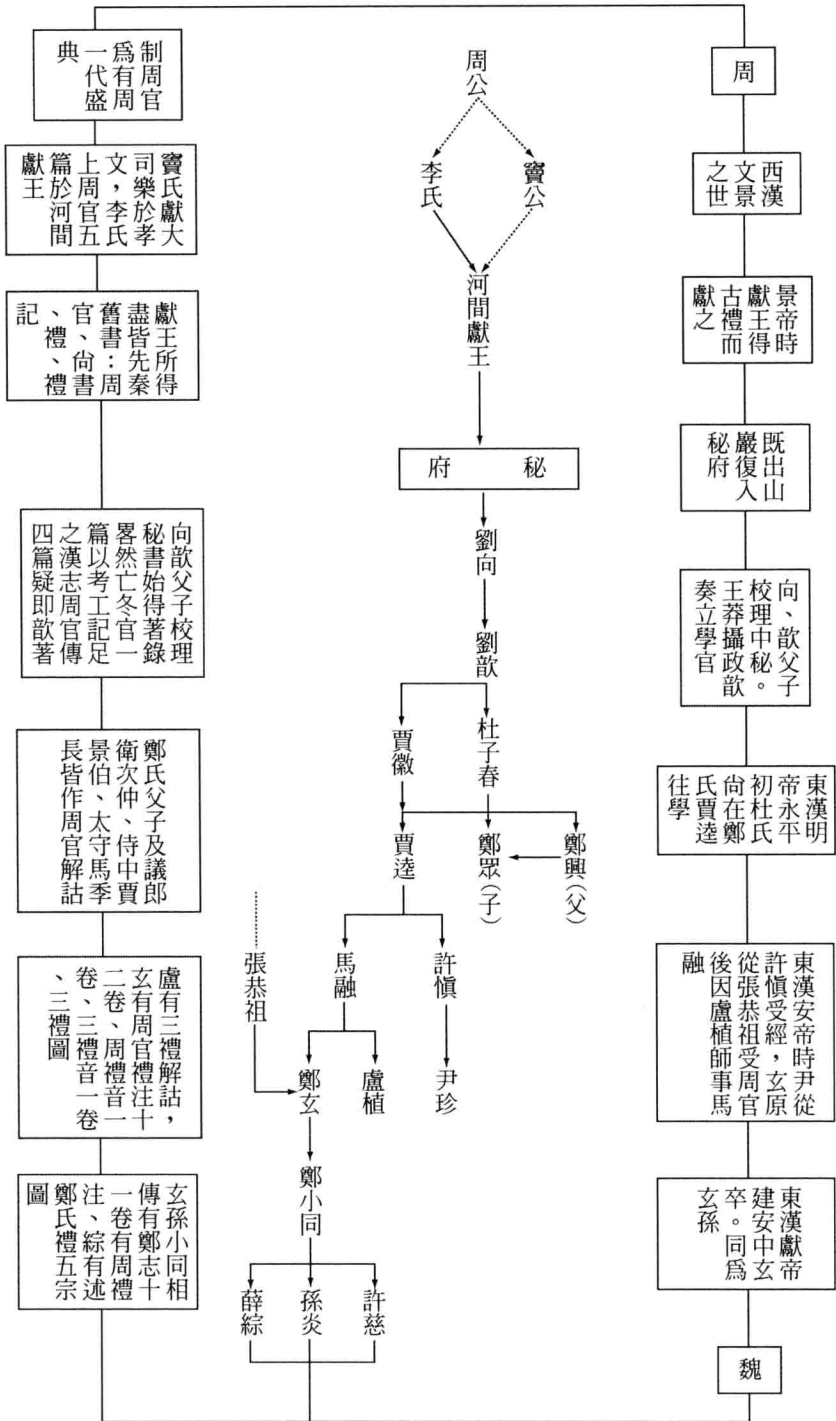 周
西漢
文景
之世
景帝時
獻王得
古禮而
獻之
既出山
巖復入
秘府
向、歆父子
校理中秘。
王莽攝政歆
奏立學官
東漢明
帝永平
初杜氏
尙在鄭
氏賈逵
往學
東漢安帝時尹從
許愼受經，玄原
從張恭祖受周官
後因盧植師事馬
融
東漢獻帝
建安中玄
卒。同爲
玄孫
魏
周公
竇公
李氏
河間獻王
秘府
劉向
劉歆
杜子春
賈徽
鄭興(父)
鄭眾(子)
賈逵
許愼
馬融
張恭祖
尹珍
盧植
鄭玄
鄭小同
許慈
孫炎
薛綜
制周官
爲有周
一代盛
典
竇氏獻大
司樂於孝
文，李氏
上周官五
篇於河間
獻王
獻王所得
盡皆先秦
舊書：周
官、尙書
、禮、禮
記
向歆父子校理
秘書始得著錄
畧然亡冬官一
篇以考工記足
之漢志周官傳
四篇疑即歆著
鄭氏父子及議郎
衛次仲、侍中賈
景伯、太守馬季
長皆作周官解詁
盧有三禮解詁，
玄有周官禮注十
二卷、周禮音一
卷、三禮音一卷
、三禮圖
玄孫小同相
傳有鄭志十
一卷有周禮
注、綜有述
鄭氏禮五宗
圖